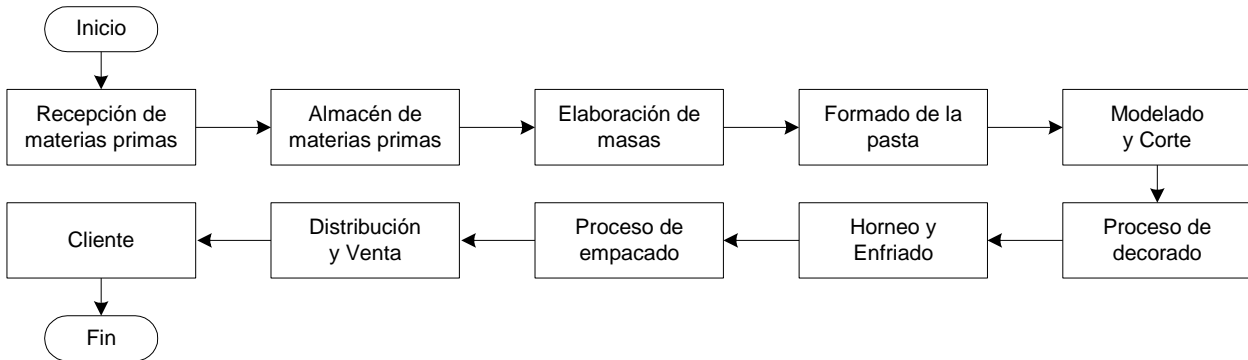 Inicio
Recepción de
materias primas
Almacén de
materias primas
Elaboración de
masas
Formado de la
pasta
Modelado
y Corte
Proceso de
decorado
Horneo y
Enfriado
Proceso de
empacado
Distribución
y Venta
Cliente
Fin